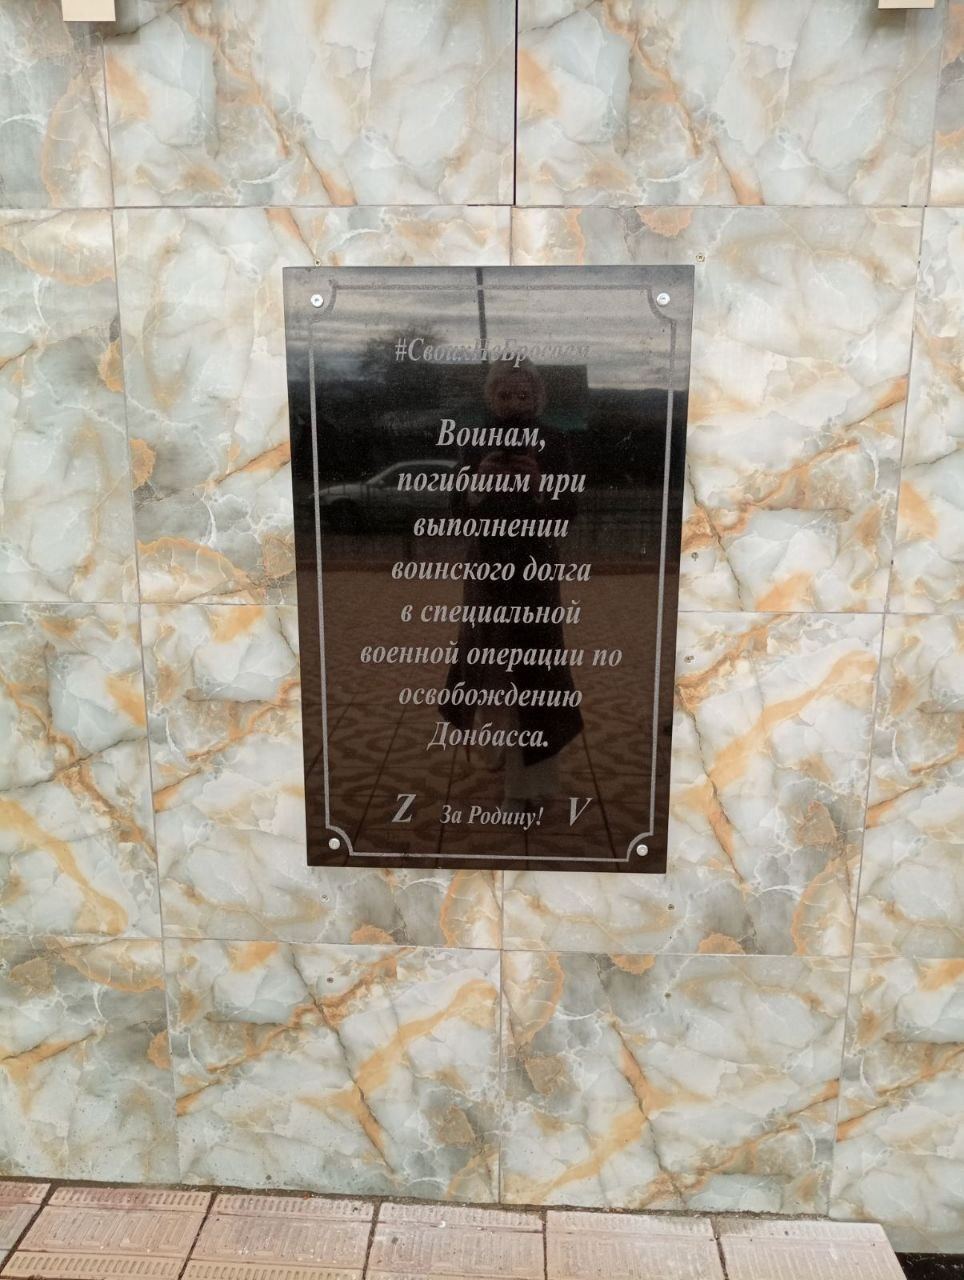 #СвоихНеБросаем
Воинам,
погибшим при
выполнении
воинского долга
в специальной
военной операции по
освобождению
Донбасса.
Z За Родину! V